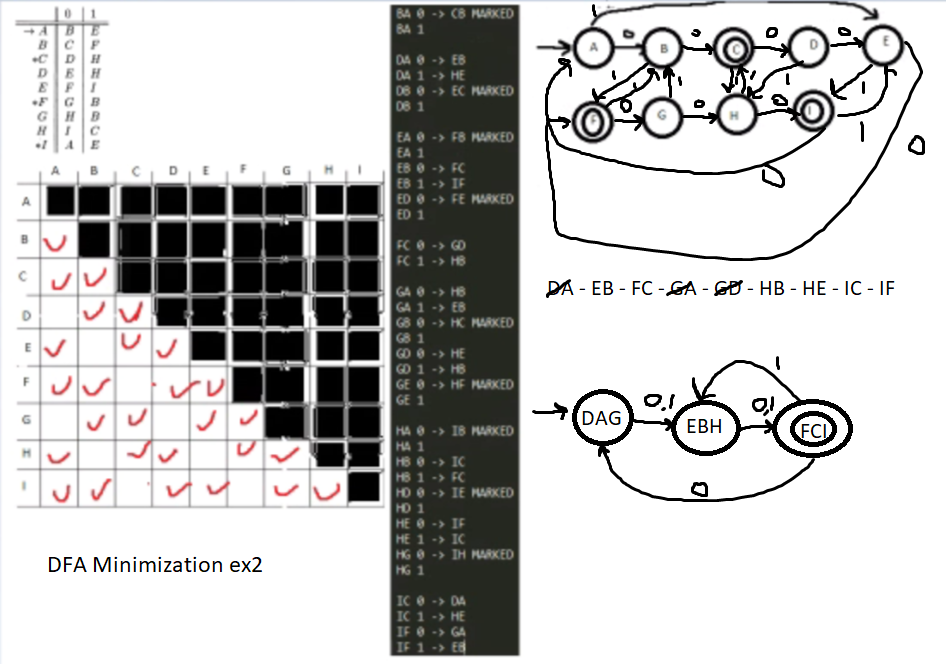 0 1
→ A B E
B C F
*C D H
D E H
E F I
*F G B
G H B
H I C
*I A E
A B C D E F G H I
A
B
C
D
E
F
G
H
I
DFA Minimization ex2
BA 0 -> CB MARKED
BA 1
DA 0 -> EB
DA 1 -> HE
DB 0 -> EC MARKED
DB 1
EA 0 -> FB MARKED
EA 1
EB 0 -> FC
EB 1 -> IF
ED 0 -> FE MARKED
ED 1
FC 0 -> GD
FC 1 -> HB
GA 0 -> HB
GA 1 -> EB
GB 0 -> HC MARKED
GB 1
GD 0 -> HE
GD 1 -> HB
GE 0 -> HF MARKED
GE 1
HA 0 -> IB MARKED
HA 1
HB 0 -> IC
HB 1 -> FC
HD 0 -> IE MARKED
HD 1
HE 0 -> IF
HE 1 -> IC
HG 0 -> IH MARKED
HG 1
IC 0 -> DA
IC 1 -> HE
IF 0 -> GA
IF 1 -> EB
1
A 0 B 0 C 0 D 0 E
1 1 1 1 0 1 1
F 0 G 0 H 0 I
1
0
0
DA - EB - FC - GA - GD - HB - HE - IC - IF
1
DAG 0,1 EBH 0,1 FCI
0